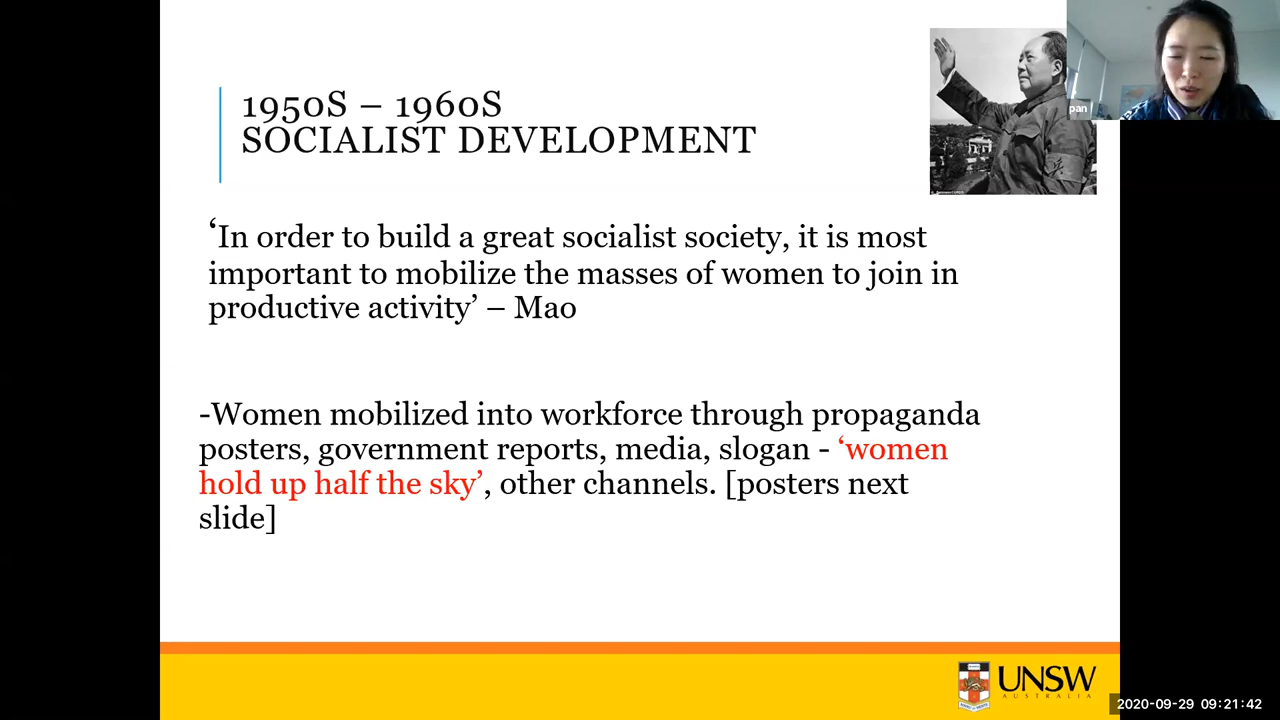 1950S – 1960S
SOCIALIST DEVELOPMENT
pan
‘In order to build a great socialist society, it is most
important to mobilize the masses of women to join in
productive activity’ – Mao
-Women mobilized into workforce through propaganda
posters, government reports, media, slogan - ‘women
hold up half the sky’, other channels. [posters next
slide]
UNSW
AUSTRALIA
2020-09-29 09:21:42